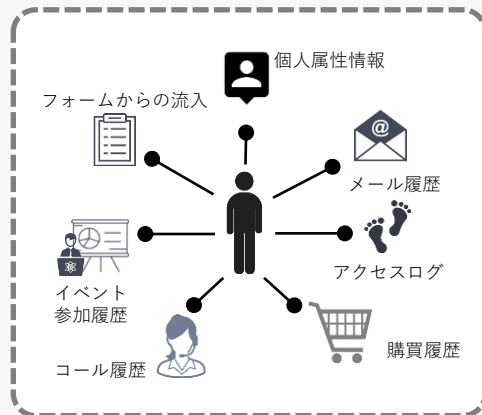 個人属性情報
フォームからの流入
@
メール履歴
アクセスログ
イベント
参加履歴
購買履歴
コール履歴